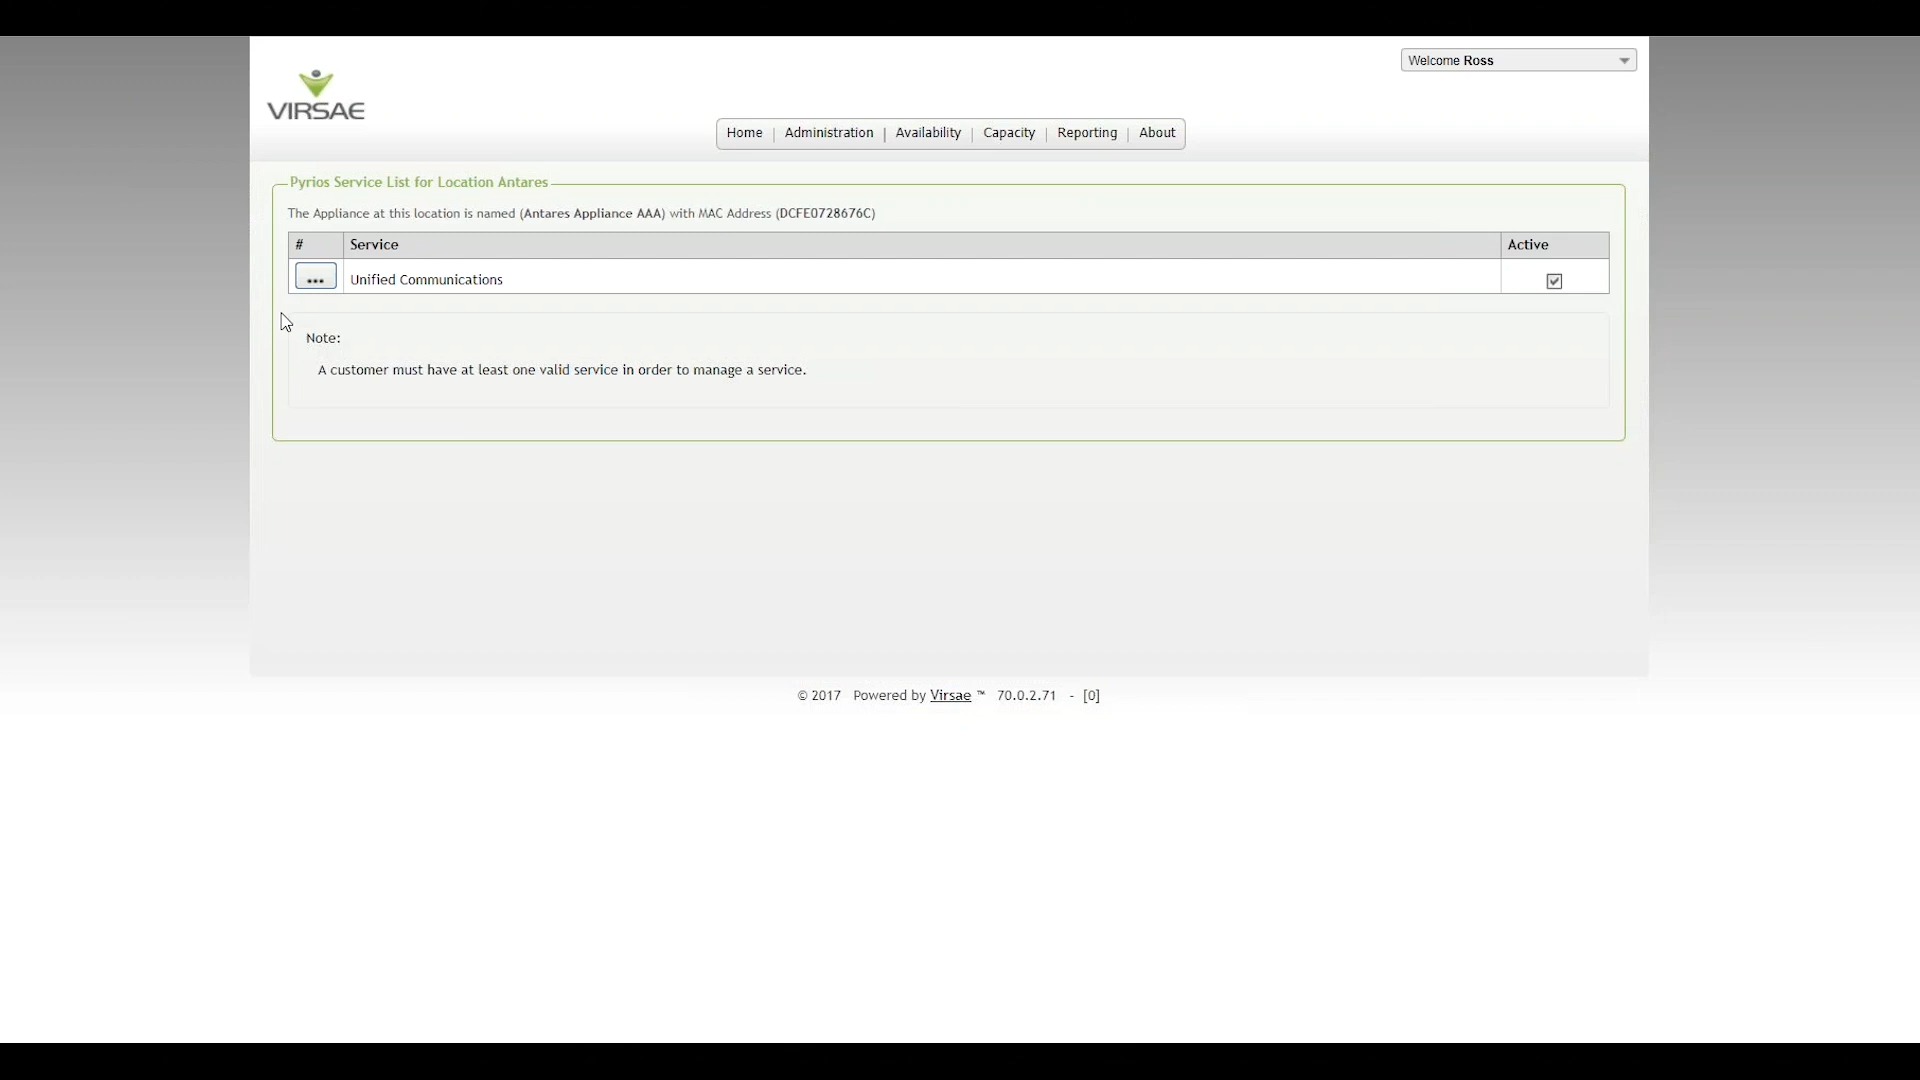 Welcome Ross
VIRSAE
Home | Administration | Availability | Capacity | Reporting | About
Pyrios Service List for Location Antares
The Appliance at this location is named (Antares Appliance AAA) with MAC Address (DCFE0728676C)
# Service Active
... Unified Communications
Note:
A customer must have at least one valid service in order to manage a service.
© 2017 Powered by Virsae ™ 70.0.2.71 - [0]